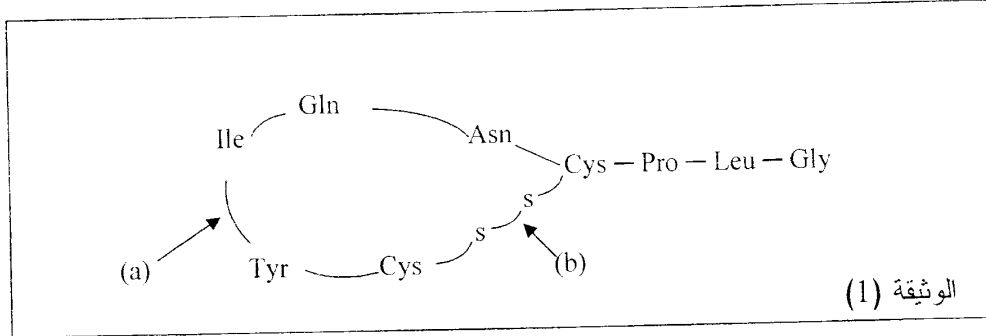 Gln
Ile
Asn
Cys – Pro – Leu – Gly
s
s
(a)
Tyr
Cys
(b)
الوثيقة (1)